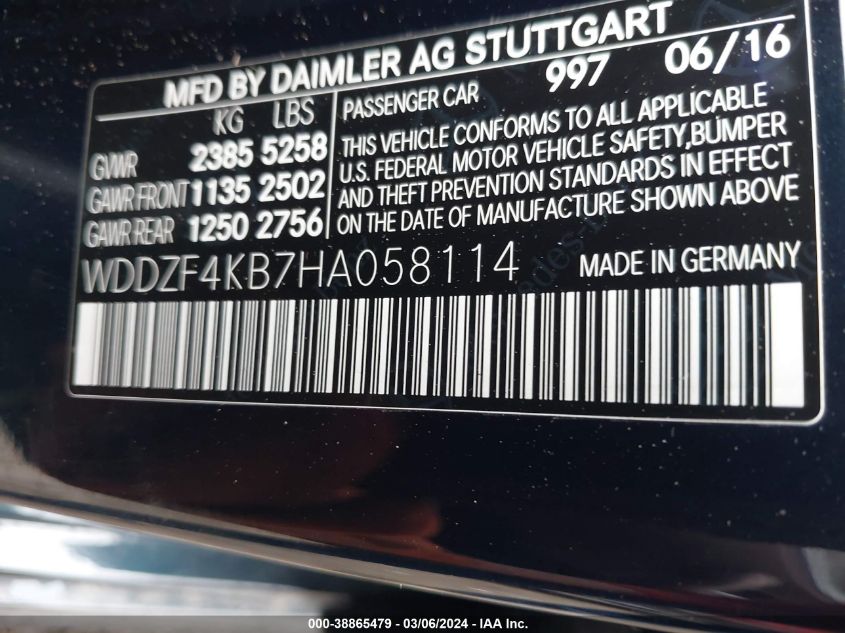 MFD BY DAIMLER AG STUTTGART
997 06/16
KG LBS
GVWR 2385 5258
GAWR FRONT 1135 2502
GAWR REAR 1250 2756
PASSENGER CAR
THIS VEHICLE CONFORMS TO ALL APPLICABLE
U.S. FEDERAL MOTOR VEHICLE SAFETY,BUMPER
AND THEFT PREVENTION STANDARDS IN EFFECT
ON THE DATE OF MANUFACTURE SHOWN ABOVE
WDDZF4KB7HA058114 MADE IN GERMANY
000-38865479 - 03/06/2024 - IAA Inc.